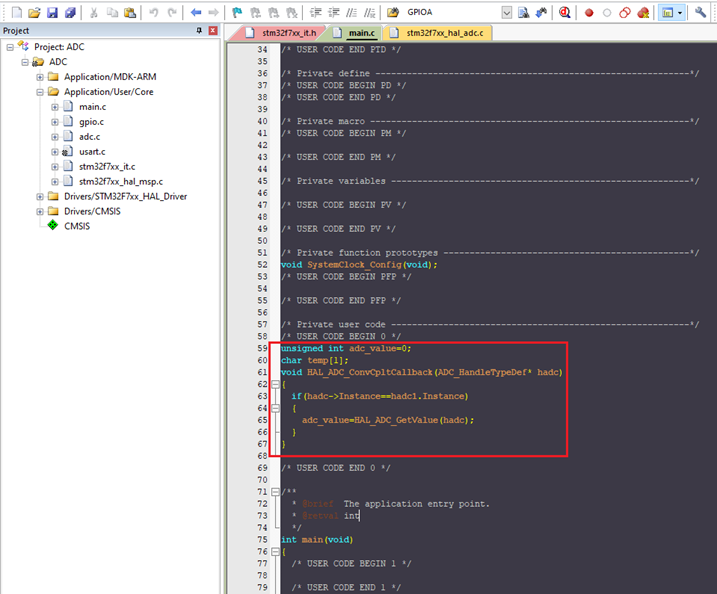 GPIOA
Project
Project: ADC
ADC
Application/MDK-ARM
Application/User/Core
main.c
gpio.c
adc.c
usart.c
stm32f7xx_it.c
stm32f7xx_hal_msp.c
Drivers/STM32F7xx_HAL_Driver
Drivers/CMSIS
CMSIS
stm32f7xx_it.h
main.c
stm32f7xx_hal_adc.c
34 /* USER CODE END PTD */
35
36 /* Private define ------------------------------------------------------------*/
37 /* USER CODE BEGIN PD */
38 /* USER CODE END PD */
39
40 /* Private macro -------------------------------------------------------------*/
41 /* USER CODE BEGIN PM */
42
43 /* USER CODE END PM */
44
45 /* Private variables ---------------------------------------------------------*/
46
47 /* USER CODE BEGIN PV */
48
49 /* USER CODE END PV */
50
51 /* Private function prototypes -----------------------------------------------*/
52 void SystemClock_Config(void);
53 /* USER CODE BEGIN PFP */
54
55 /* USER CODE END PFP */
56
57 /* Private user code ---------------------------------------------------------*/
58 /* USER CODE BEGIN 0 */
59 unsigned int adc_value=0;
60 char temp[1];
61 void HAL_ADC_ConvCpltCallback(ADC_HandleTypeDef* hadc)
62 {
63 if(hadc->Instance==hadc1.Instance)
64 {
65 adc_value=HAL_ADC_GetValue(hadc);
66 }
67 }
68
69 /* USER CODE END 0 */
70
71 /**
72 * @brief The application entry point.
73 * @retval int
74 */
75 int main(void)
76 {
77 /* USER CODE BEGIN 1 */
78
79 /* USER CODE END 1 */